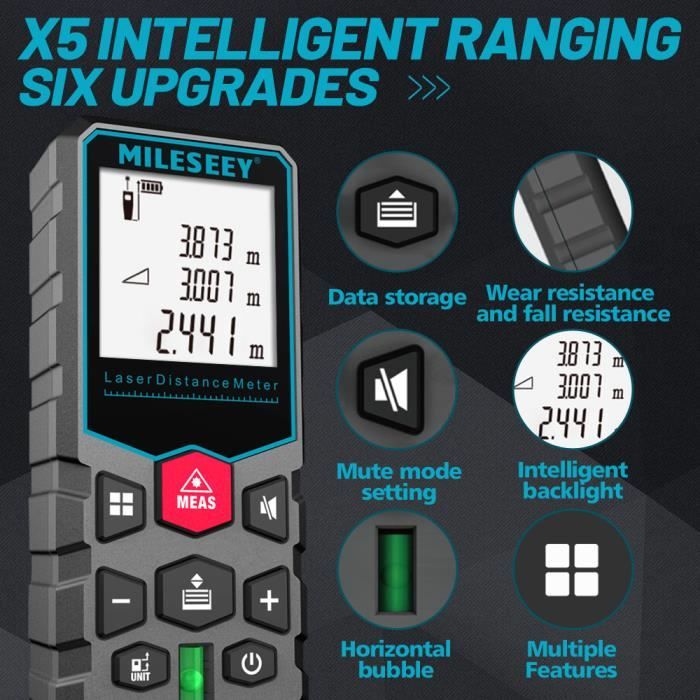 X5 INTELLIGENT RANGING
SIX UPGRADES >>>
MILESEEY®
3.873 m
3.007 m
2.441 m
LaserDistanceMeter
MEAS
−
+
UNIT
Data storage
Wear resistance
and fall resistance
Mute mode
setting
3.873 m
3.007 m
2.441
Intelligent
backlight
Horizontal
bubble
Multiple
Features